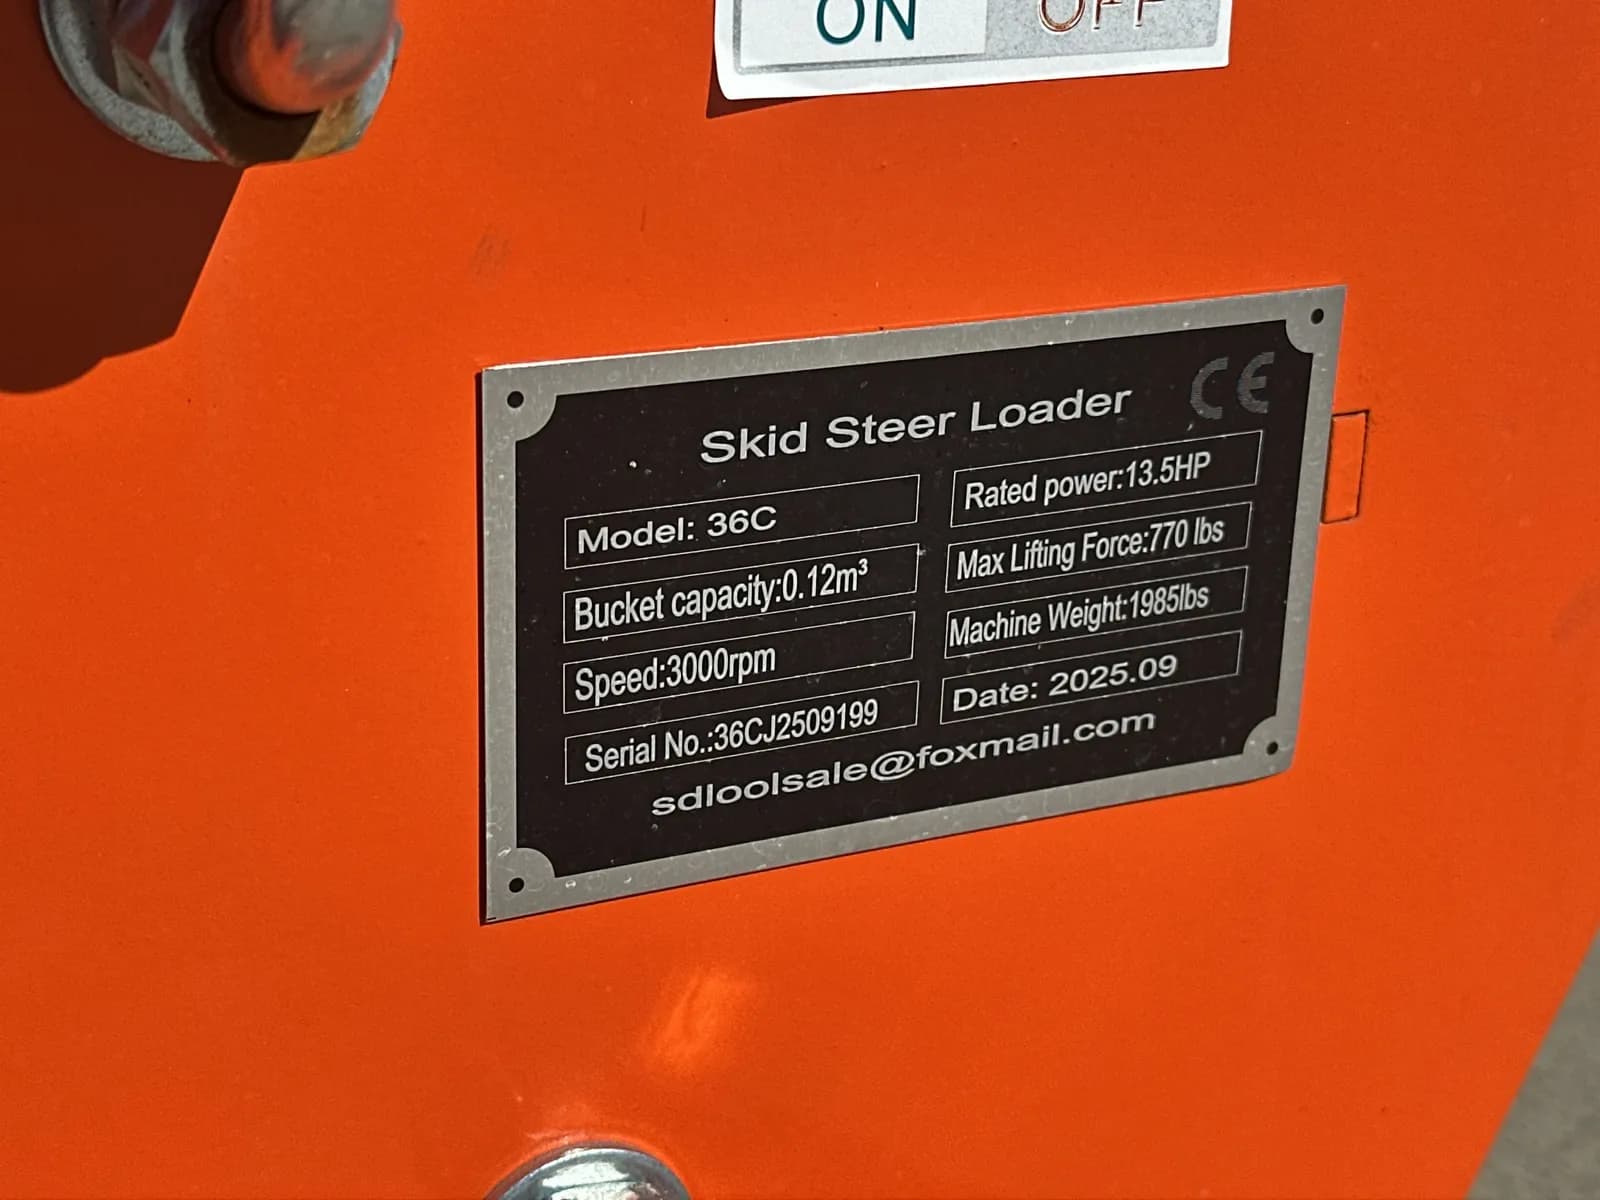 ON OFF
Skid Steer Loader CE
Model: 36C
Rated power:13.5HP
Bucket capacity:0.12m³
Max Lifting Force:770 lbs
Speed:3000rpm
Machine Weight:1985lbs
Serial No.:36CJ2509199
Date: 2025.09
sdloolsale@foxmail.com